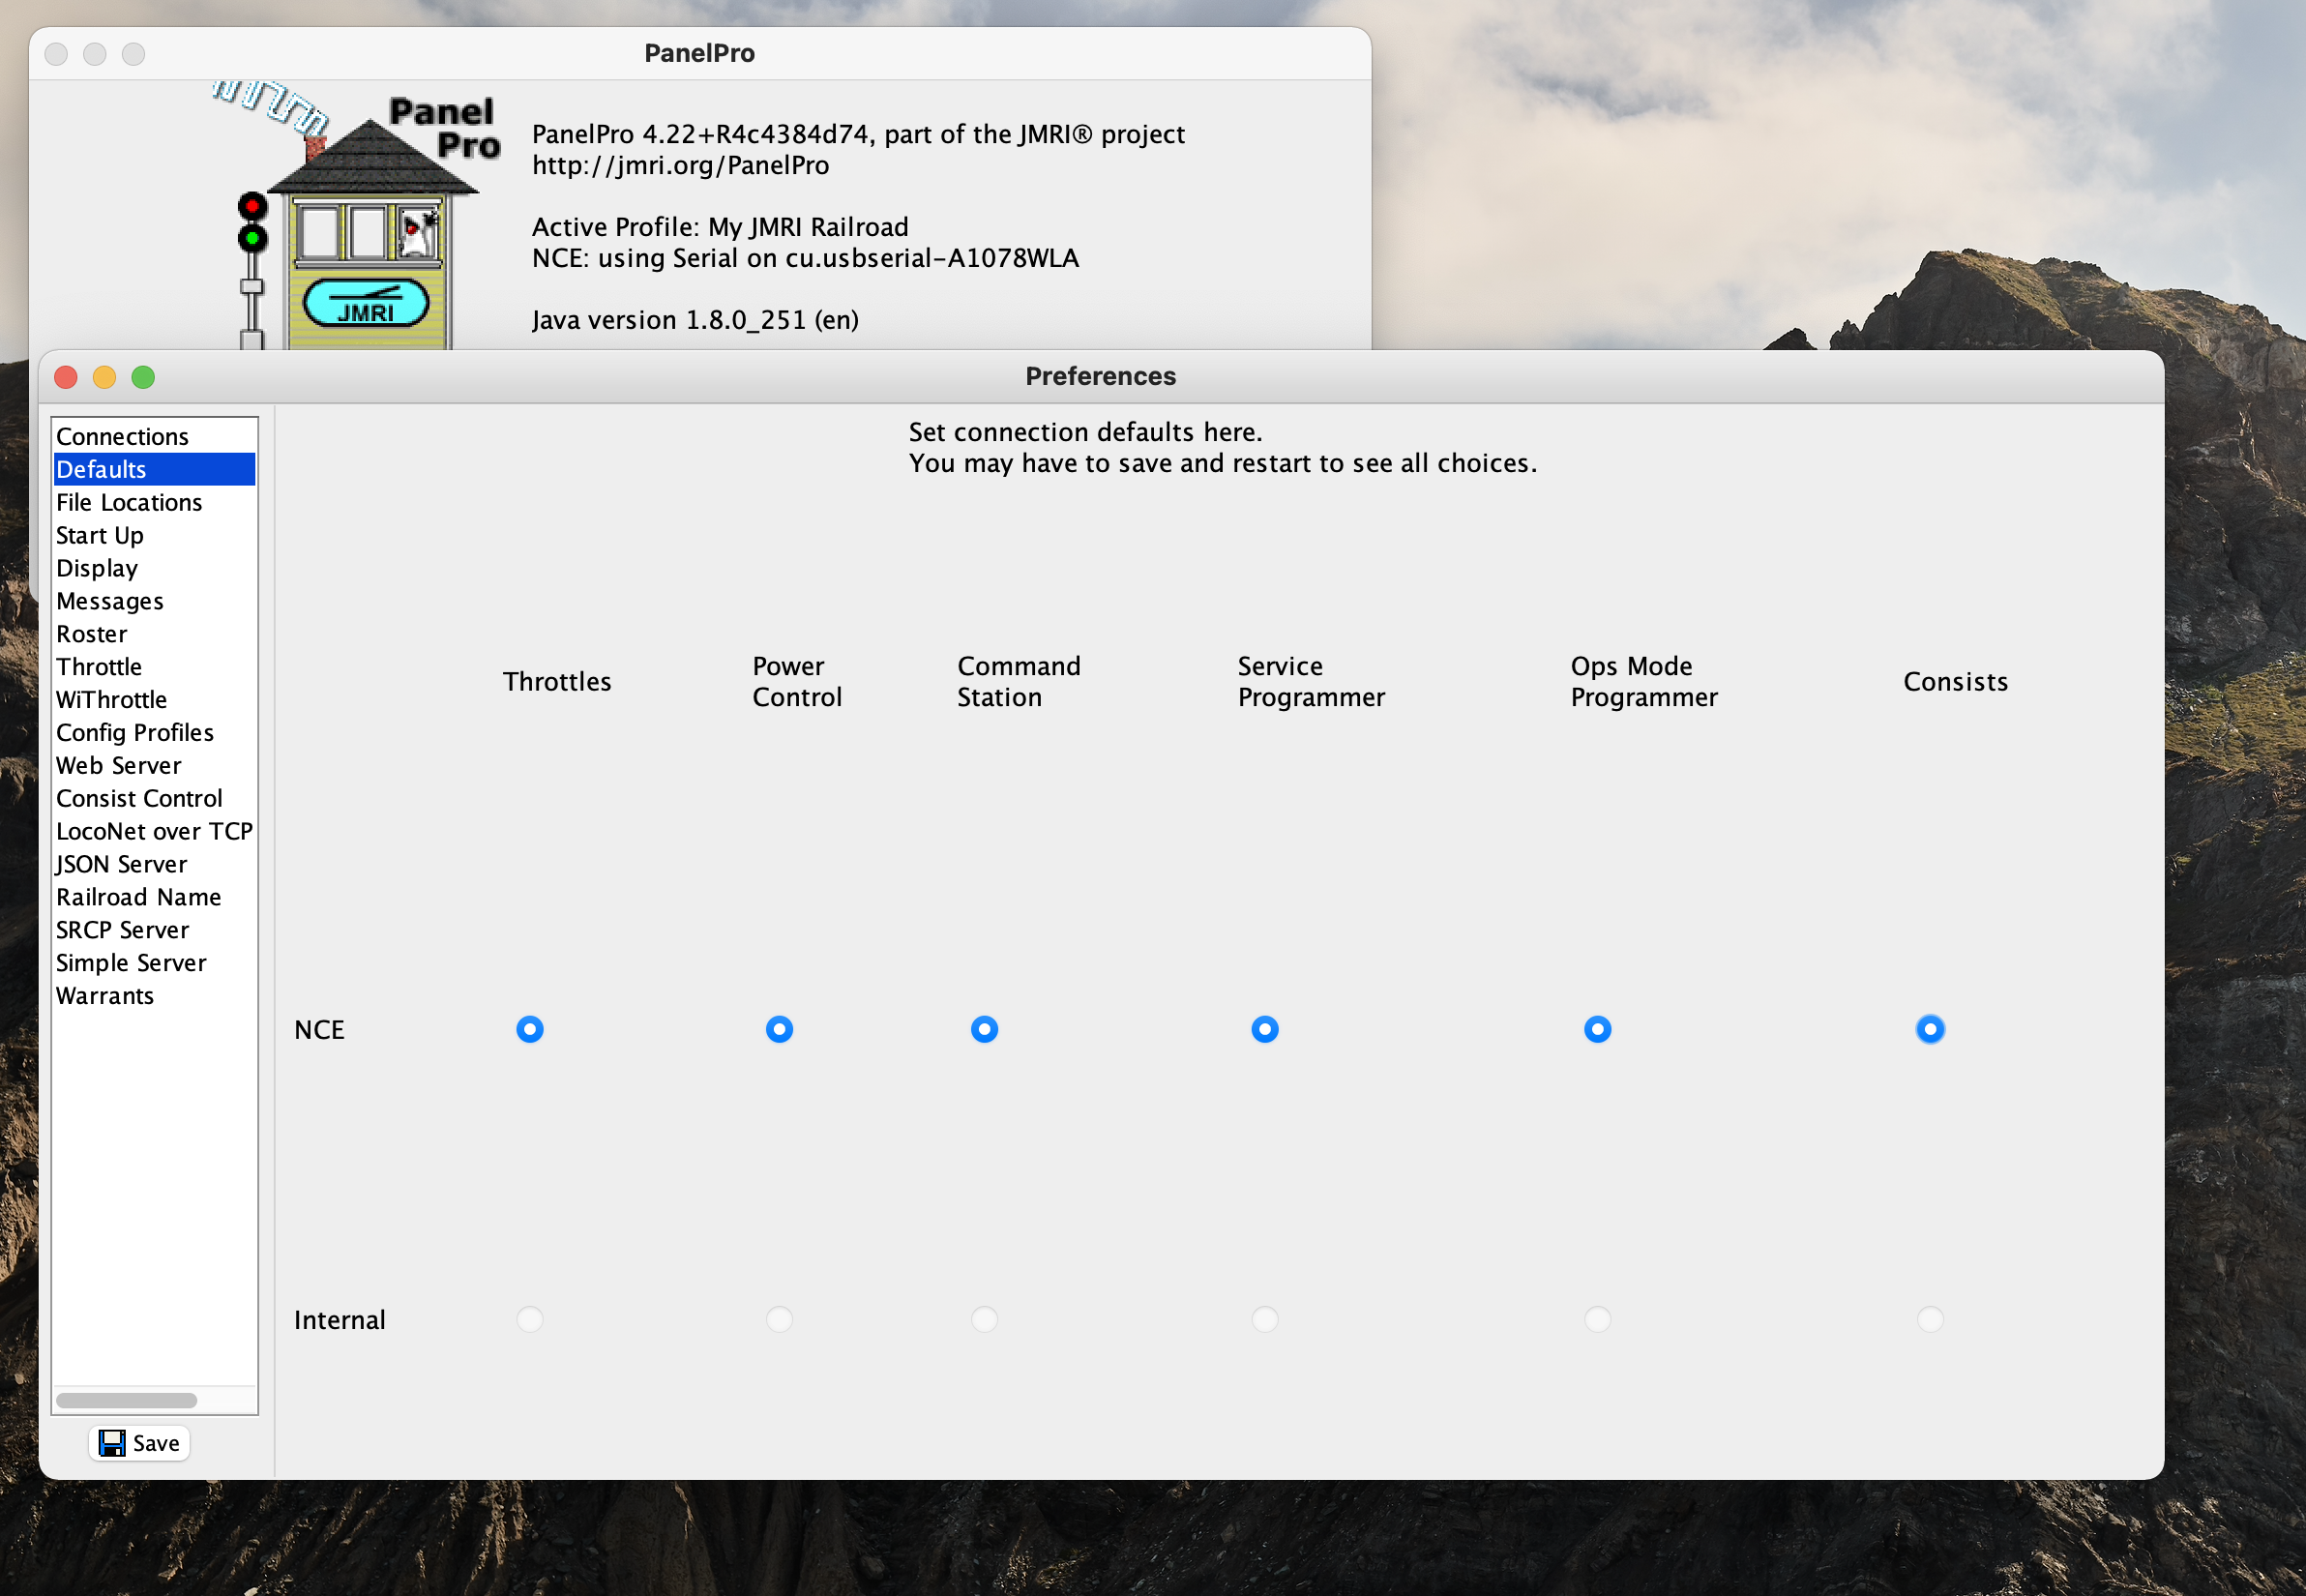 PanelPro
Panel
Pro
JMRI
PanelPro 4.22+R4c4384d74, part of the JMRI® project
http://jmri.org/PanelPro
Active Profile: My JMRI Railroad
NCE: using Serial on cu.usbserial-A1078WLA
Java version 1.8.0_251 (en)
Preferences
Connections
Defaults
File Locations
Start Up
Display
Messages
Roster
Throttle
WiThrottle
Config Profiles
Web Server
Consist Control
LocoNet over TCP
JSON Server
Railroad Name
SRCP Server
Simple Server
Warrants
Save
Set connection defaults here.
You may have to save and restart to see all choices.
Throttles
Power
Control
Command
Station
Service
Programmer
Ops Mode
Programmer
Consists
NCE
Internal